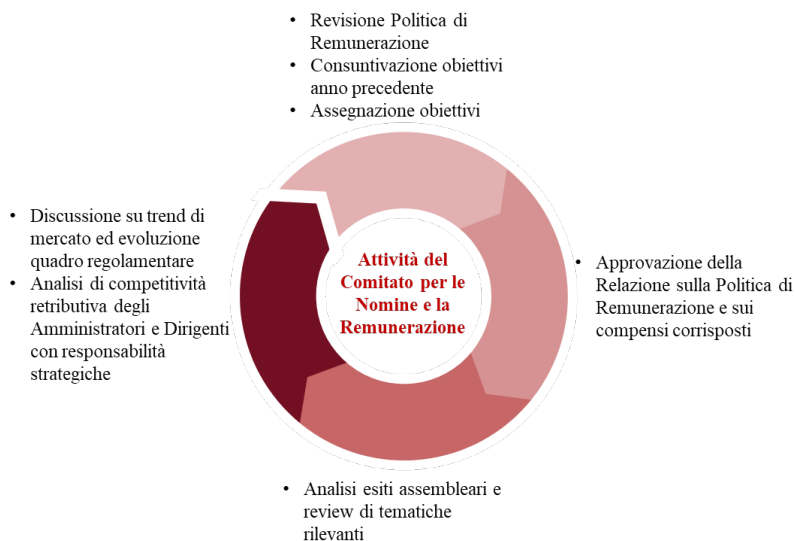 • Revisione Politica di
Remunerazione
• Consuntivazione obiettivi
anno precedente
• Assegnazione obiettivi
• Discussione su trend di
mercato ed evoluzione
quadro regolamentare
• Analisi di competitività
retributiva degli
Amministratori e Dirigenti
con responsabilità
strategiche
Attività del
Comitato per le
Nomine e la
Remunerazione
• Approvazione della
Relazione sulla Politica di
Remunerazione e sui
compensi corrisposti
• Analisi esiti assembleari e
review di tematiche
rilevanti